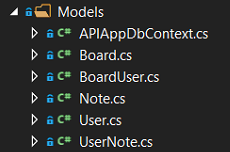 Models
C# APIAppDbContext.cs
C# Board.cs
C# BoardUser.cs
C# Note.cs
C# User.cs
C# UserNote.cs